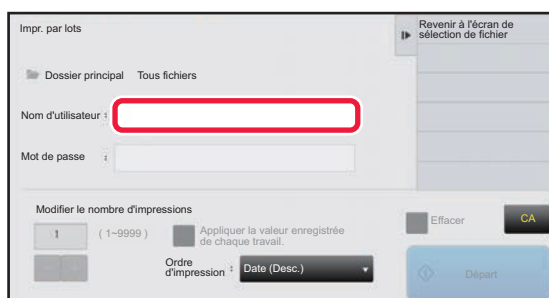 Impr. par lots
Revenir à l'écran de
sélection de fichier
Dossier principal Tous fichiers
Nom d'utilisateur :
Mot de passe :
Modifier le nombre d'impressions
1 (1~9999)
Appliquer la valeur enregistrée
de chaque travail.
Ordre
d'impression : Date (Desc.)
Effacer
CA
Départ